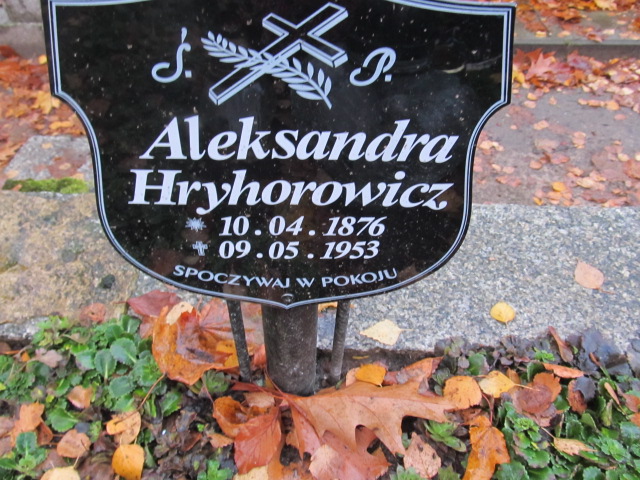 Ś. P.
Aleksandra
Hryhorowicz
* 10.04.1876
✝ 09.05.1953
SPOCZYWAJ W POKOJU